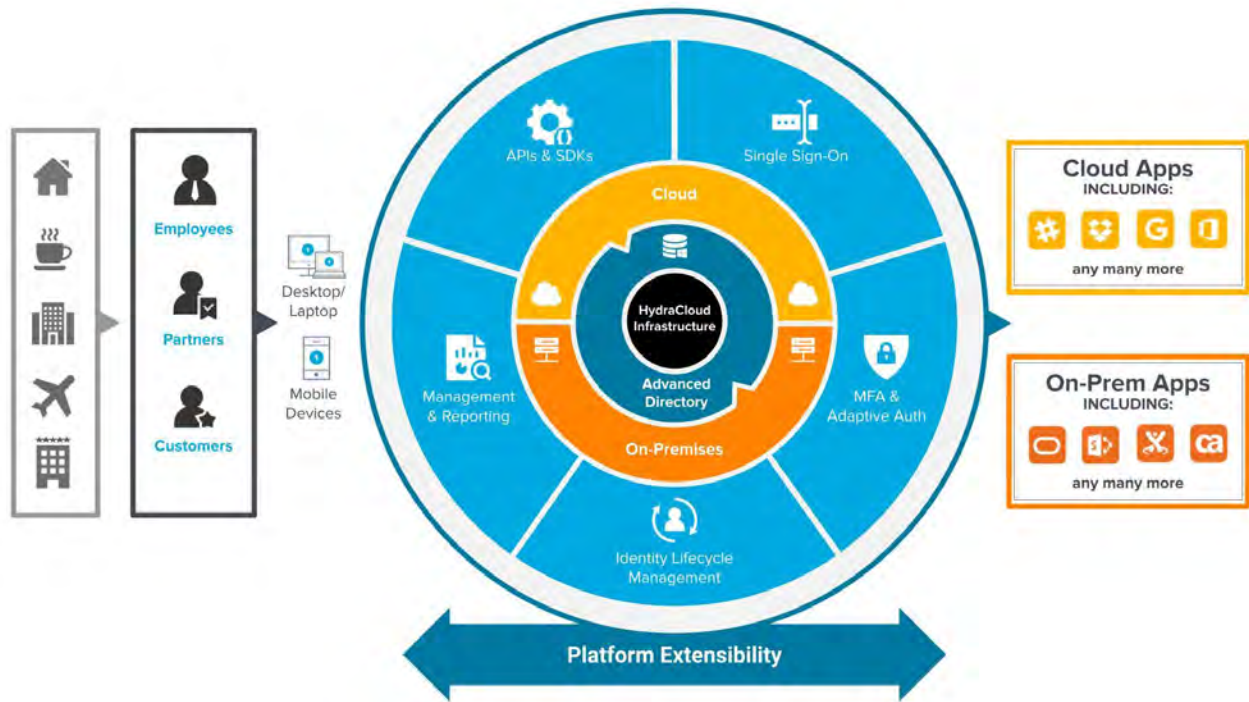 Employees
Partners
Customers
Desktop/
Laptop
Mobile
Devices
APIs & SDKs
Single Sign-On
Cloud
HydraCloud
Infrastructure
Advanced
Directory
On-Premises
Management
& Reporting
MFA &
Adaptive Auth
Identity Lifecycle
Management
Platform Extensibility
Cloud Apps
INCLUDING:
G
any many more
On-Prem Apps
INCLUDING:
S
ca
any many more